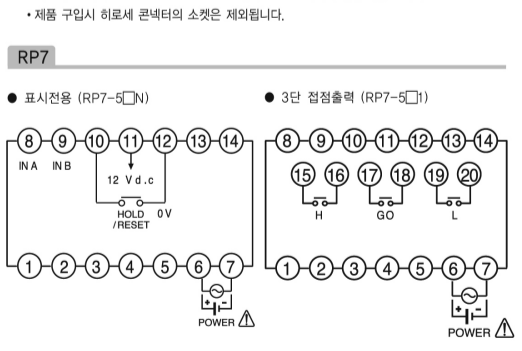 • 제품 구입시 히로세 콘넥터의 소켓은 제외됩니다.
RP7
● 표시전용 (RP7-5□N)
● 3단 접점출력 (RP7-5□1)
8 9 10 11 12 13 14
IN A IN B
12 V d.c
HOLD
/RESET
0 V
1 2 3 4 5 6 7
POWER
8 9 10 11 12 13 14
15 16 17 18 19 20
H GO L
1 2 3 4 5 6 7
POWER